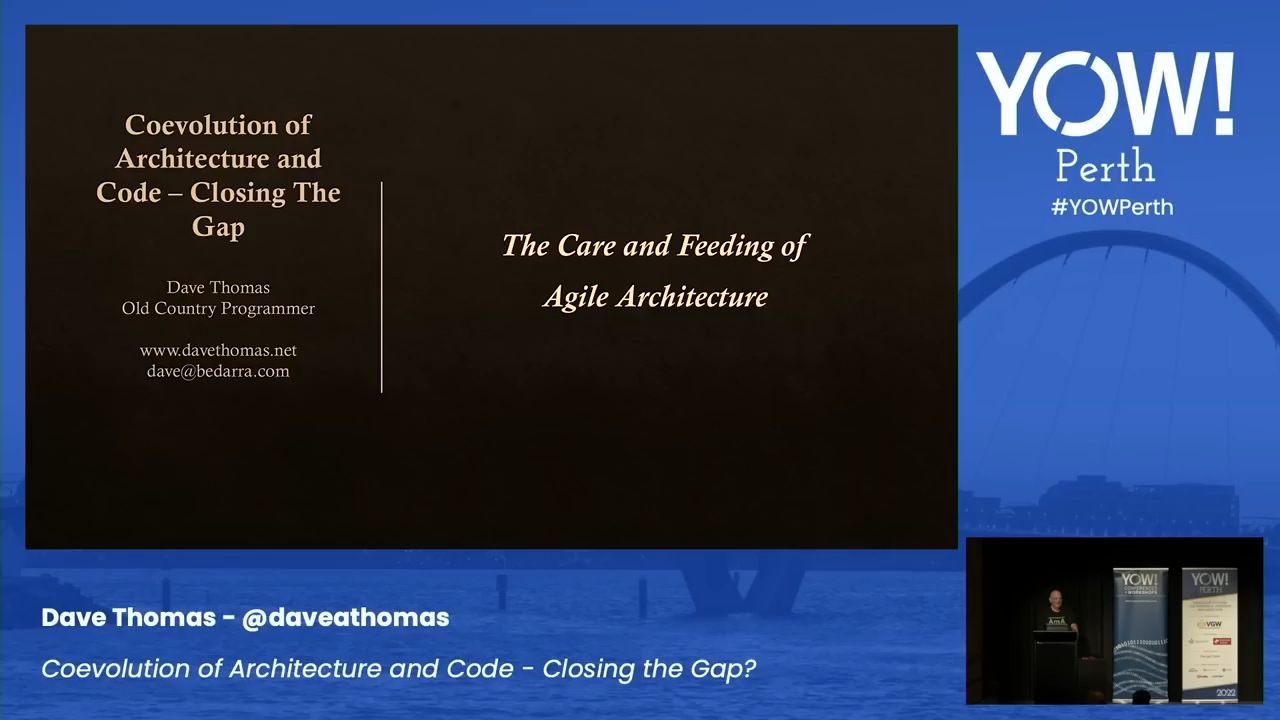 Coevolution of
Architecture and
Code – Closing The
Gap
Dave Thomas
Old Country Programmer
www.davethomas.net
dave@bedarra.com
The Care and Feeding of
Agile Architecture
YOW!
Perth
#YOWPerth
Dave Thomas - @daveathomas
Coevolution of Architecture and Code - Closing the Gap?
YOW!
YOW!
PERTH
VGW
2022